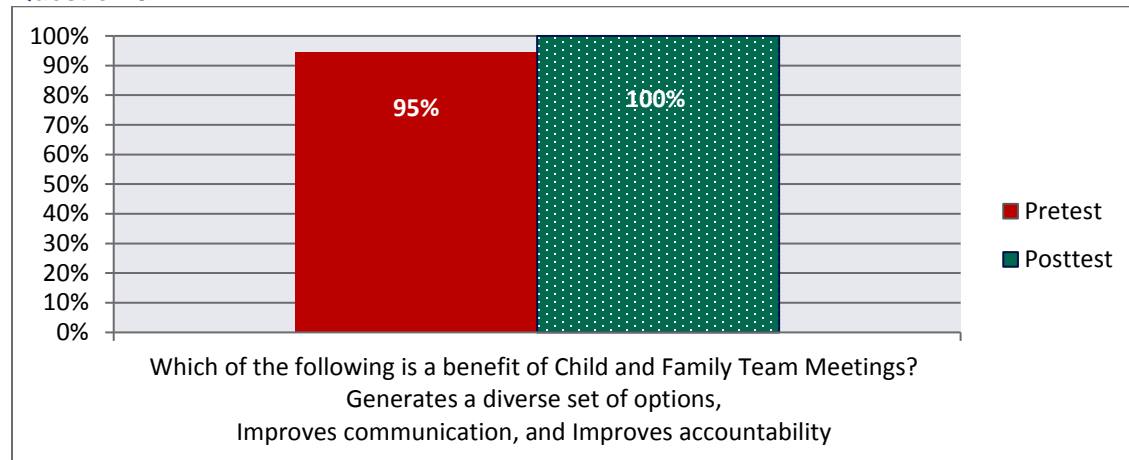 100%
90%
80%
70%
60%
50%
40%
30%
20%
10%
0%
95%
100%
Pretest
Posttest
Which of the following is a benefit of Child and Family Team Meetings?
Generates a diverse set of options,
Improves communication, and Improves accountability